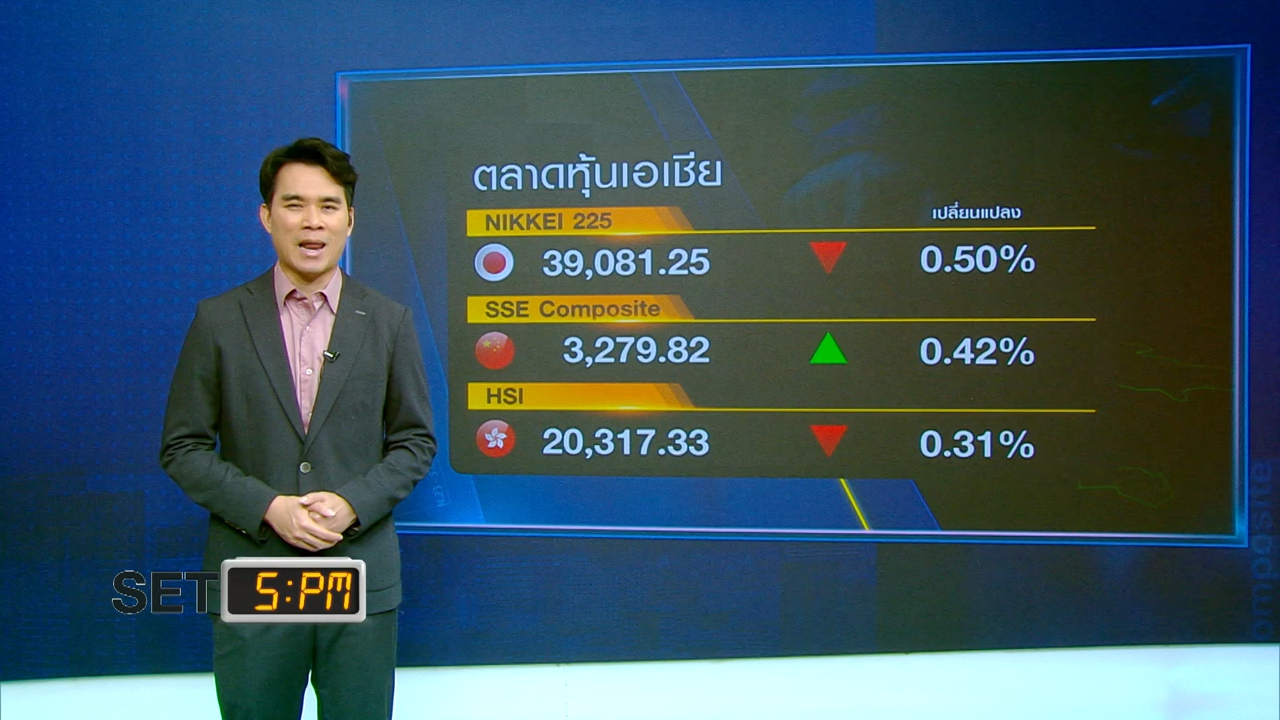 ตลาดหุ้นเอเชีย
เปลี่ยนแปลง
NIKKEI 225
39,081.25 0.50%
SSE Composite
3,279.82 0.42%
HSI
20,317.33 0.31%
SET 5:PM